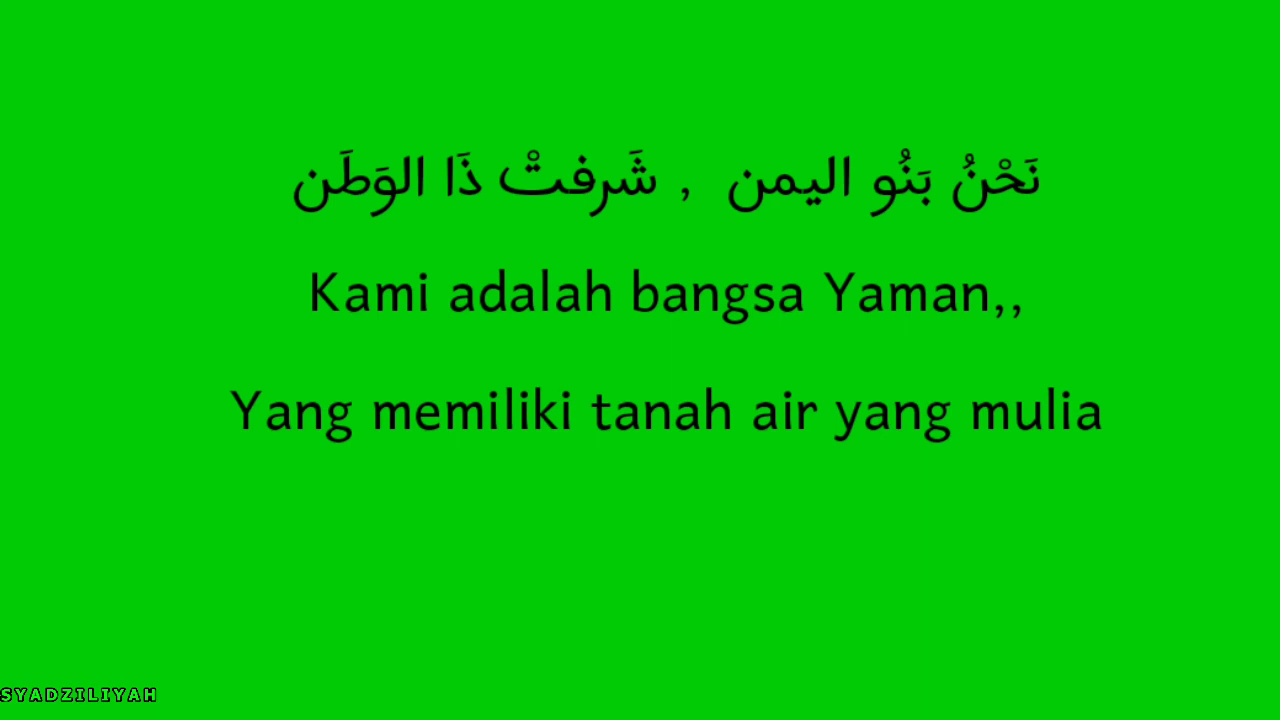 نَحْنُ بَنُو اليمن , شَرفتْ ذَا الوَطَن
Kami adalah bangsa Yaman,,
Yang memiliki tanah air yang mulia
SYADZILIYAH